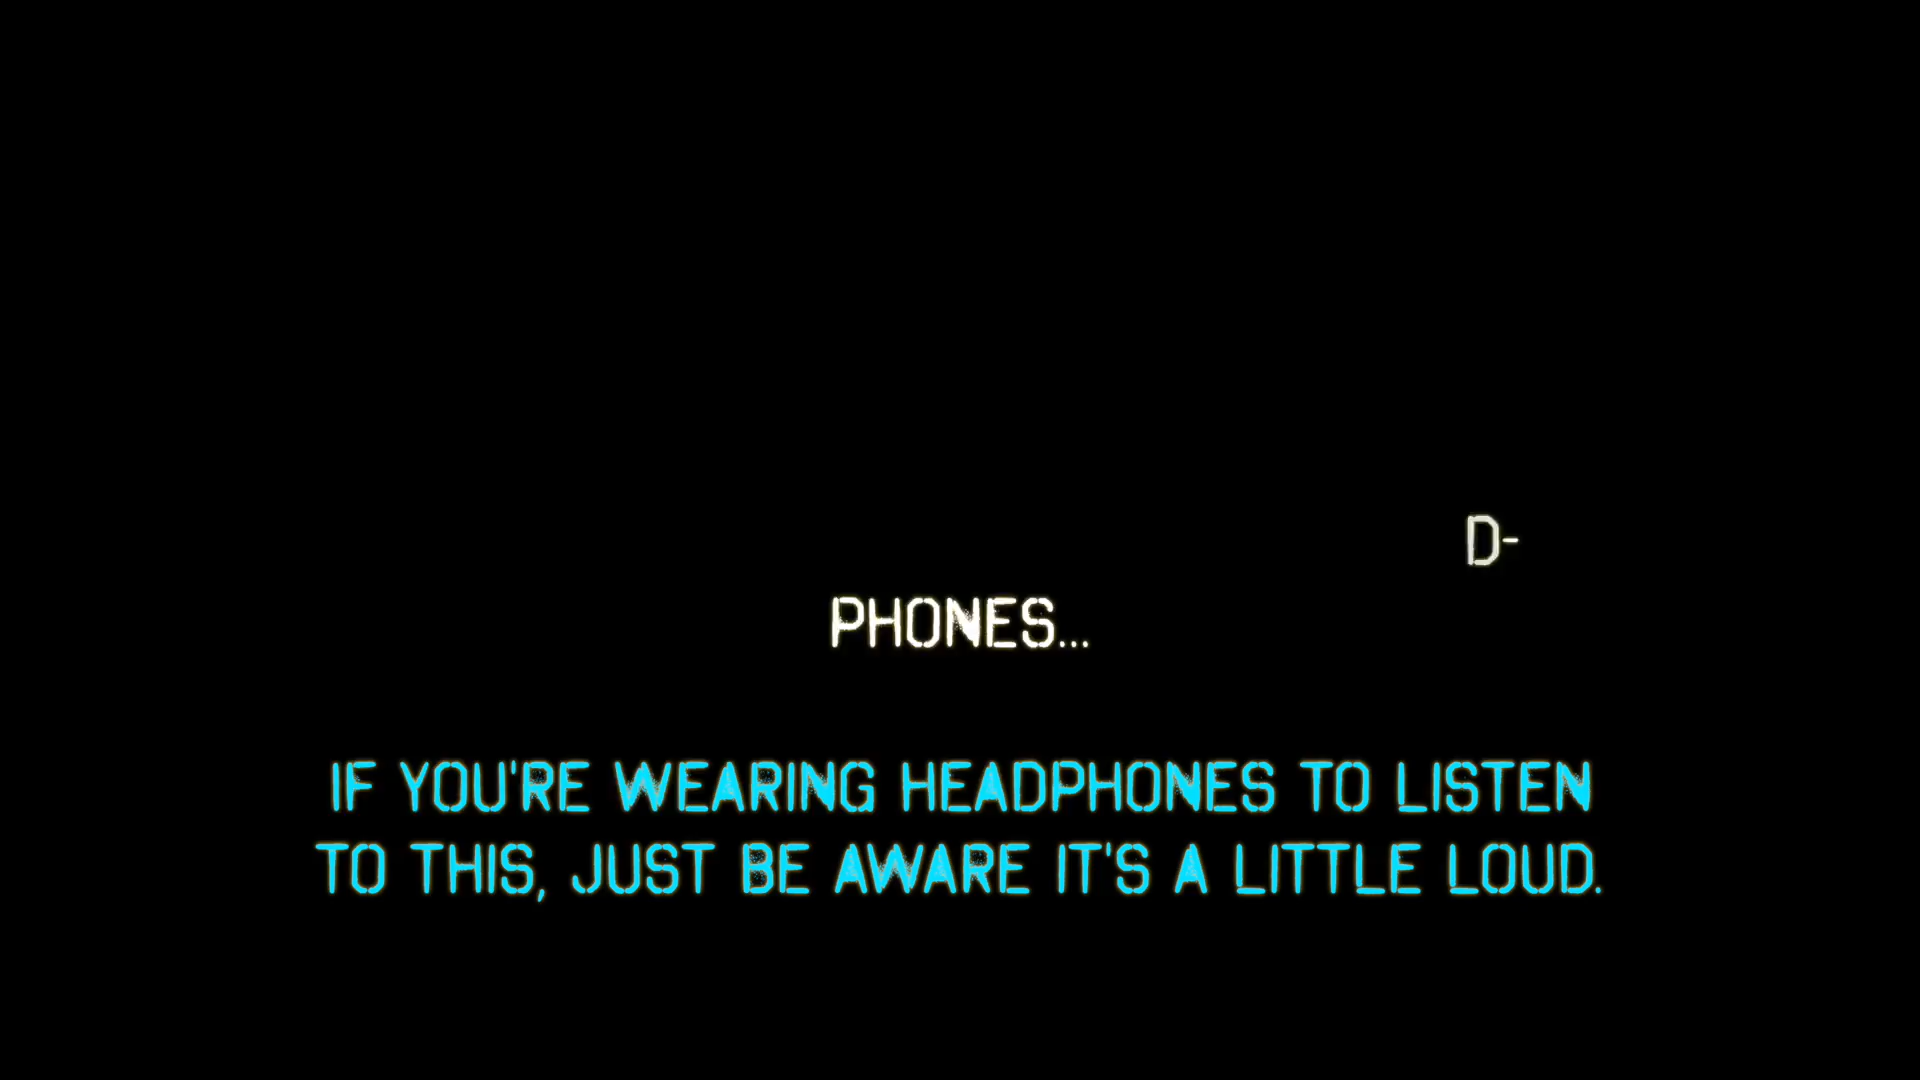 D-
PHONES...
IF YOU'RE WEARING HEADPHONES TO LISTEN
TO THIS, JUST BE AWARE IT'S A LITTLE LOUD.